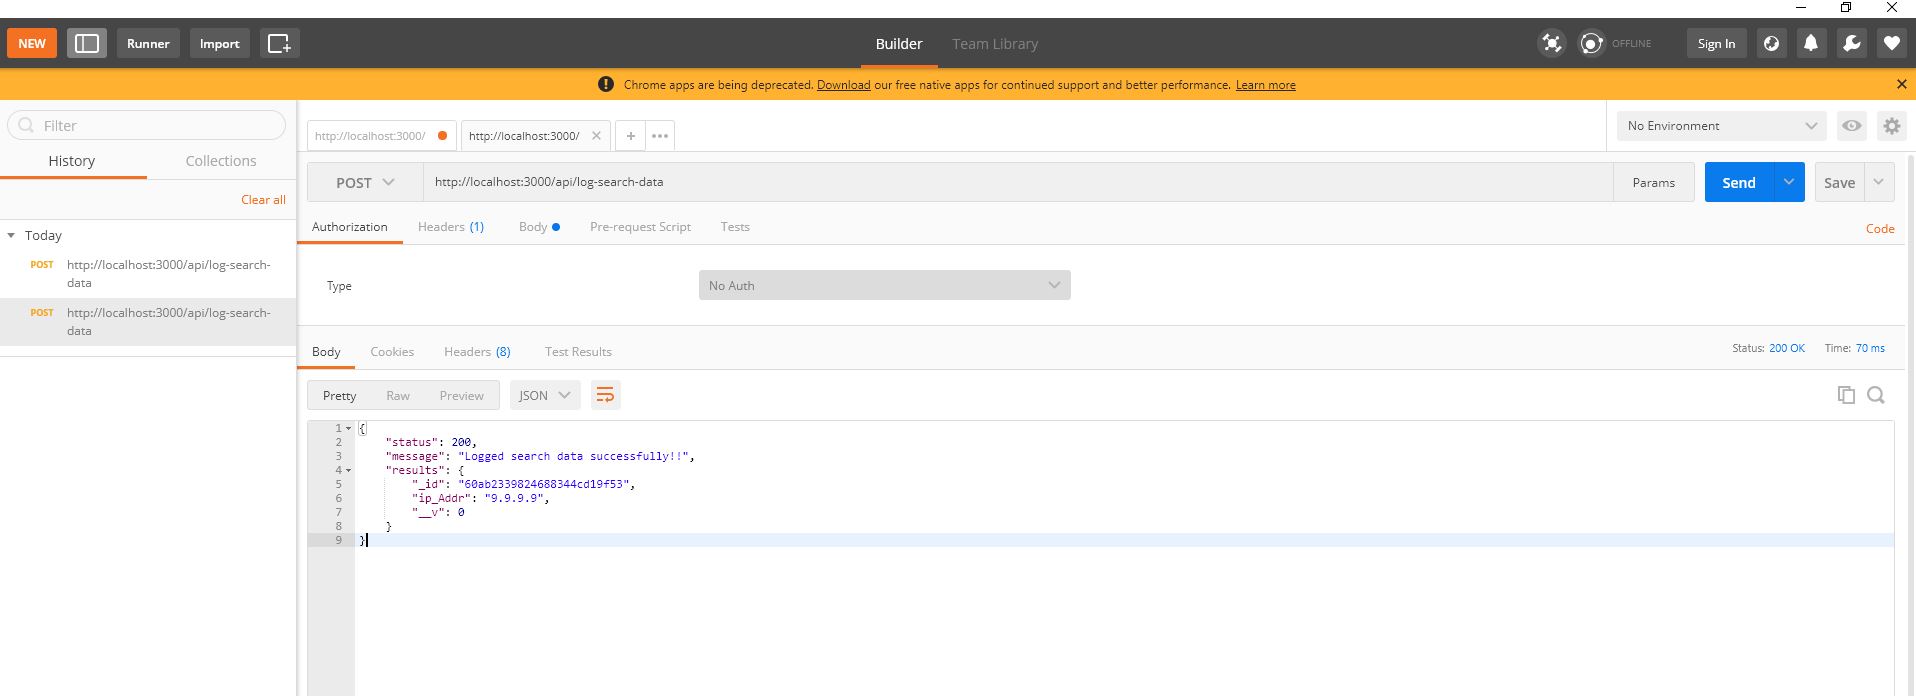 NEW Runner Import Builder Team Library OFFLINE Sign In
Chrome apps are being deprecated. Download our free native apps for continued support and better performance. Learn more
Filter
History Collections
Clear all
Today
POST http://localhost:3000/api/log-search-
data
POST http://localhost:3000/api/log-search-
data
http://localhost:3000/ http://localhost:3000/ No Environment
POST http://localhost:3000/api/log-search-data Params Send Save
Authorization Headers (1) Body Pre-request Script Tests Code
Type No Auth
Body Cookies Headers (8) Test Results Status: 200 OK Time: 70 ms
Pretty Raw Preview JSON
1 {
2 "status": 200,
3 "message": "Logged search data successfully!!",
4 "results": {
5 "_id": "60ab2339824688344cd19f53",
6 "ip_Addr": "9.9.9.9",
7 "__v": 0
8 }
9 }